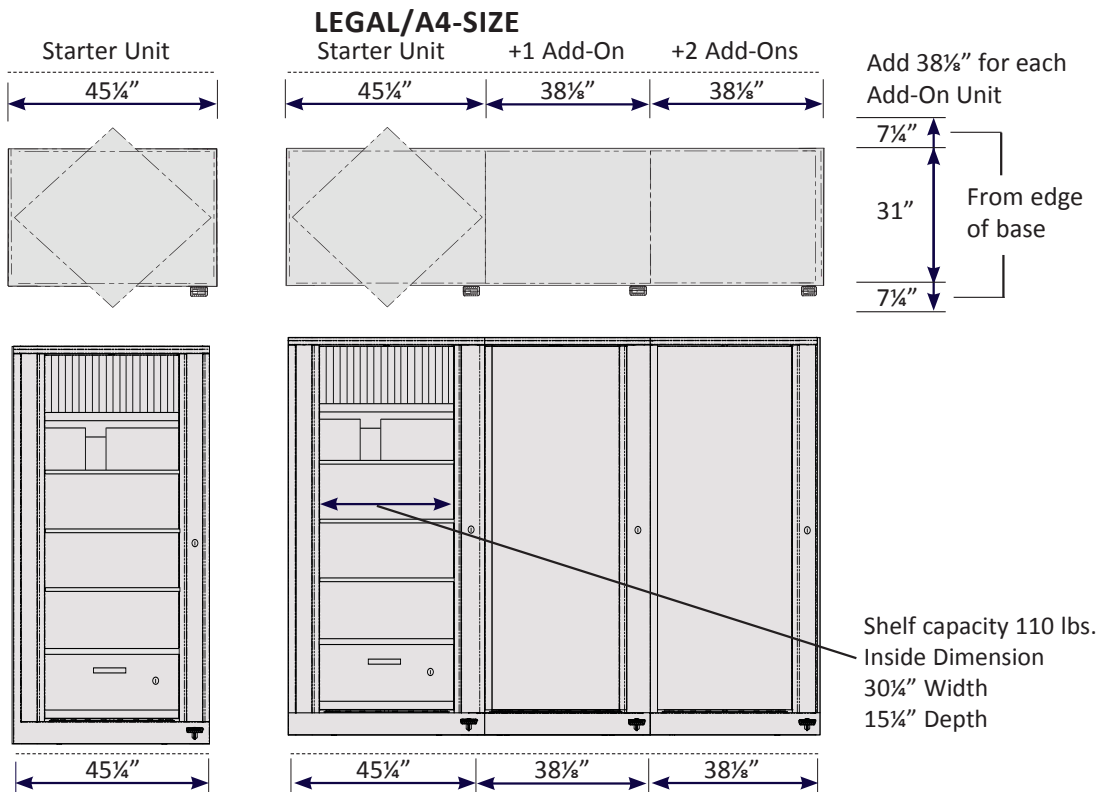 LEGAL/A4-SIZE
Starter Unit
Starter Unit
+1 Add-On
+2 Add-Ons
45¼”
45¼”
38⅛”
38⅛”
Add 38⅛” for each
Add-On Unit
7¼”
31”
7¼”
From edge
of base
Shelf capacity 110 lbs.
Inside Dimension
30¼” Width
15¼” Depth
45¼”
45¼”
38⅛”
38⅛”